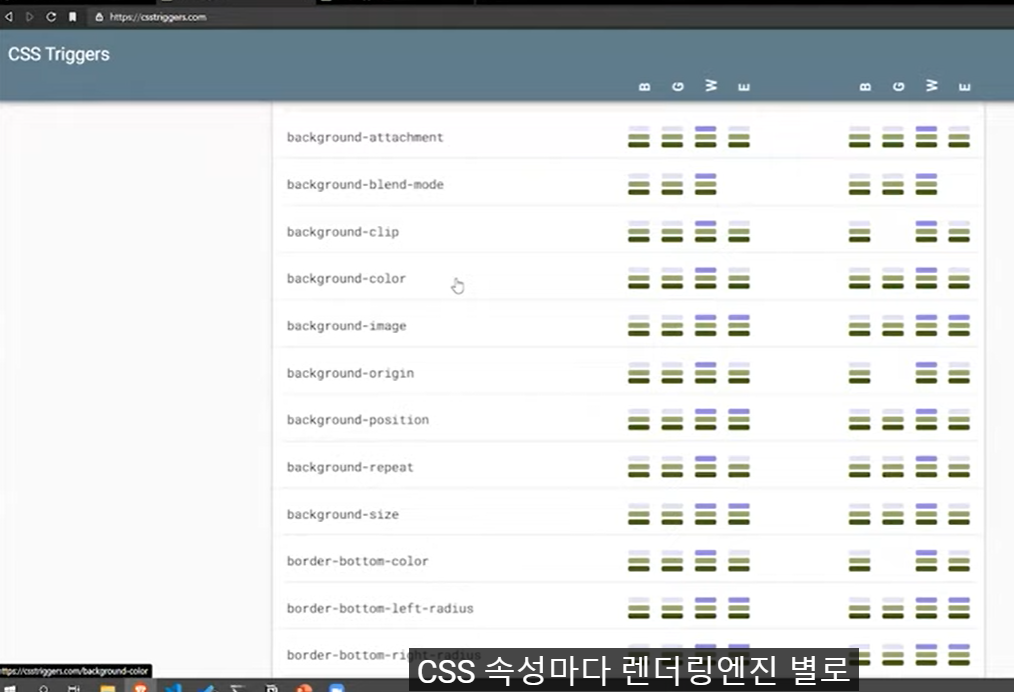 https://csstriggers.com
CSS Triggers
B G W E B G W E
background-attachment
background-blend-mode
background-clip
background-color
background-image
background-origin
background-position
background-repeat
background-size
border-bottom-color
border-bottom-left-radius
border-bottom-right-radius
https://csstriggers.com/background-color
CSS 속성마다 렌더링엔진 별로